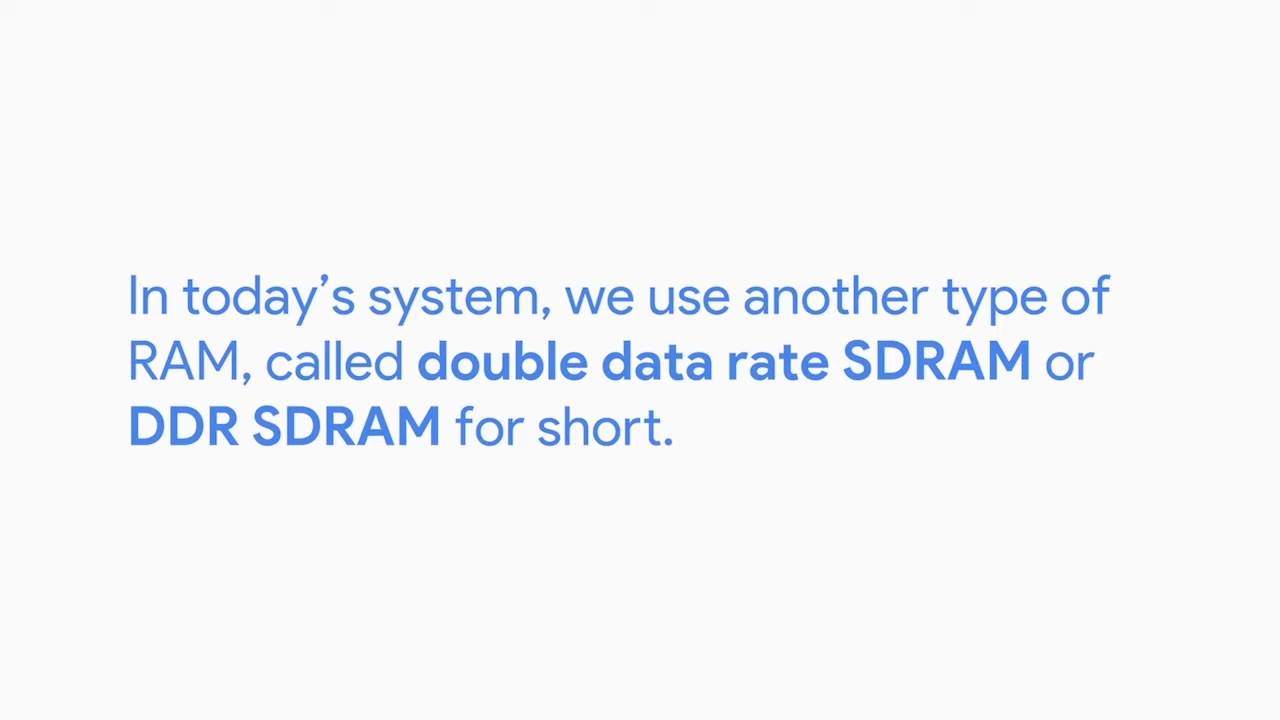 In today’s system, we use another type of
RAM, called double data rate SDRAM or
DDR SDRAM for short.